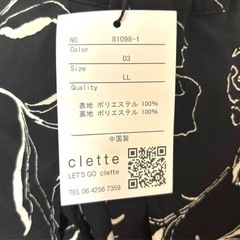 NO. 81098-1
Color
03
Size
LL
Quality
表地 ポリエステル 100%
裏地 ポリエステル 100%
中国製
clette
LET'S GO clette
TEL 06 4256 7359